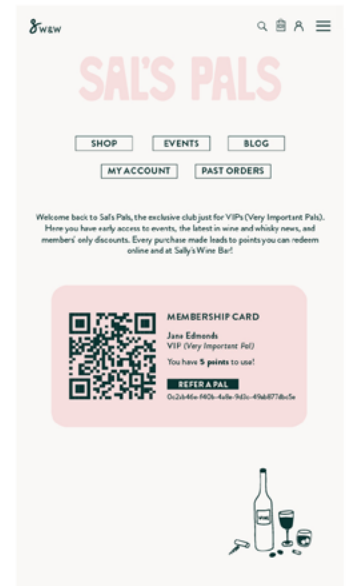 W&W
SAL'S PALS
SHOP
EVENTS
BLOG
MY ACCOUNT
PAST ORDERS
Welcome back to Sal's Pals, the exclusive club just for VIPs (Very Important Pals).
Here you have early access to events, the latest in wine and whisky news, and
members' only discounts. Every purchase made leads to points you can redeem
online and at Sally's Wine Bar!
MEMBERSHIP CARD
Jane Edmonds
VIP (Very Important Pal)
You have 5 points to use!
REFER A PAL
WINE